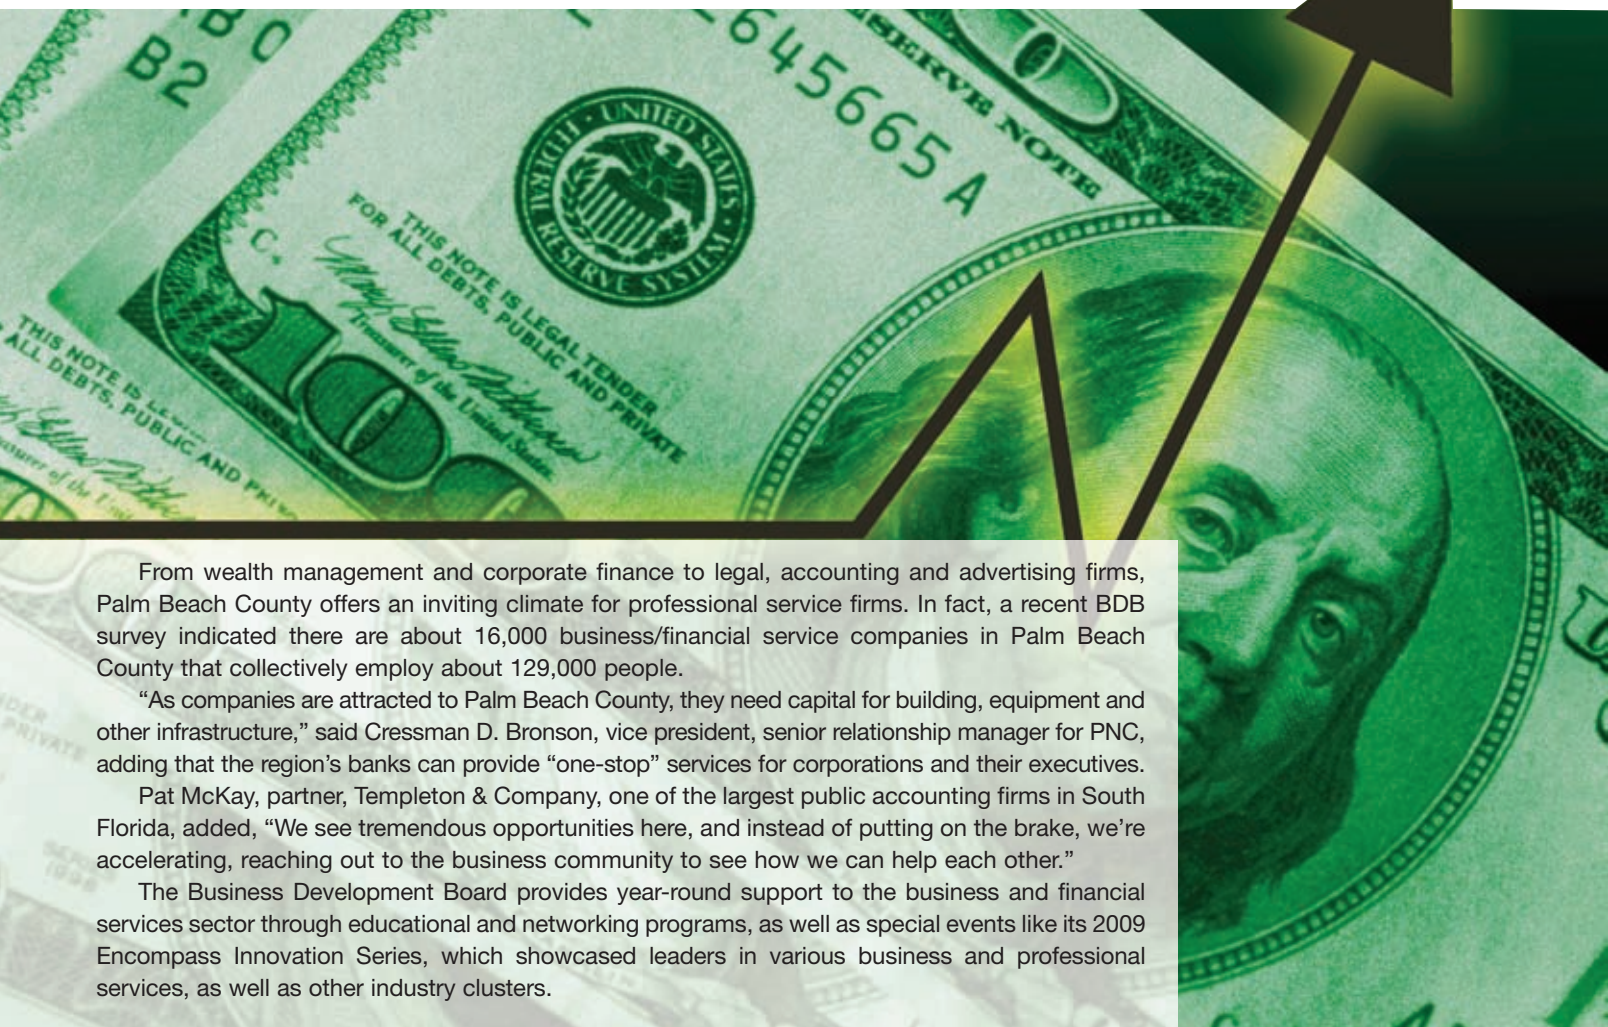 B0
B2
645665 A
SERVE NOTE
UNITED STATES
FEDERAL RESERVE SYSTEM
THIS NOTE IS LEGAL TENDER
FOR ALL DEBTS, PUBLIC AND PRIVATE
Treasurer of the United States
100
THIS NOTE IS
ALL DEBTS, PUBLIC AND
From wealth management and corporate finance to legal, accounting and advertising firms,
Palm Beach County offers an inviting climate for professional service firms. In fact, a recent BDB
survey indicated there are about 16,000 business/financial service companies in Palm Beach
County that collectively employ about 129,000 people.
“As companies are attracted to Palm Beach County, they need capital for building, equipment and
other infrastructure,” said Cressman D. Bronson, vice president, senior relationship manager for PNC,
adding that the region’s banks can provide “one-stop” services for corporations and their executives.
Pat McKay, partner, Templeton & Company, one of the largest public accounting firms in South
Florida, added, “We see tremendous opportunities here, and instead of putting on the brake, we’re
accelerating, reaching out to the business community to see how we can help each other.”
The Business Development Board provides year-round support to the business and financial
services sector through educational and networking programs, as well as special events like its 2009
Encompass Innovation Series, which showcased leaders in various business and professional
services, as well as other industry clusters.